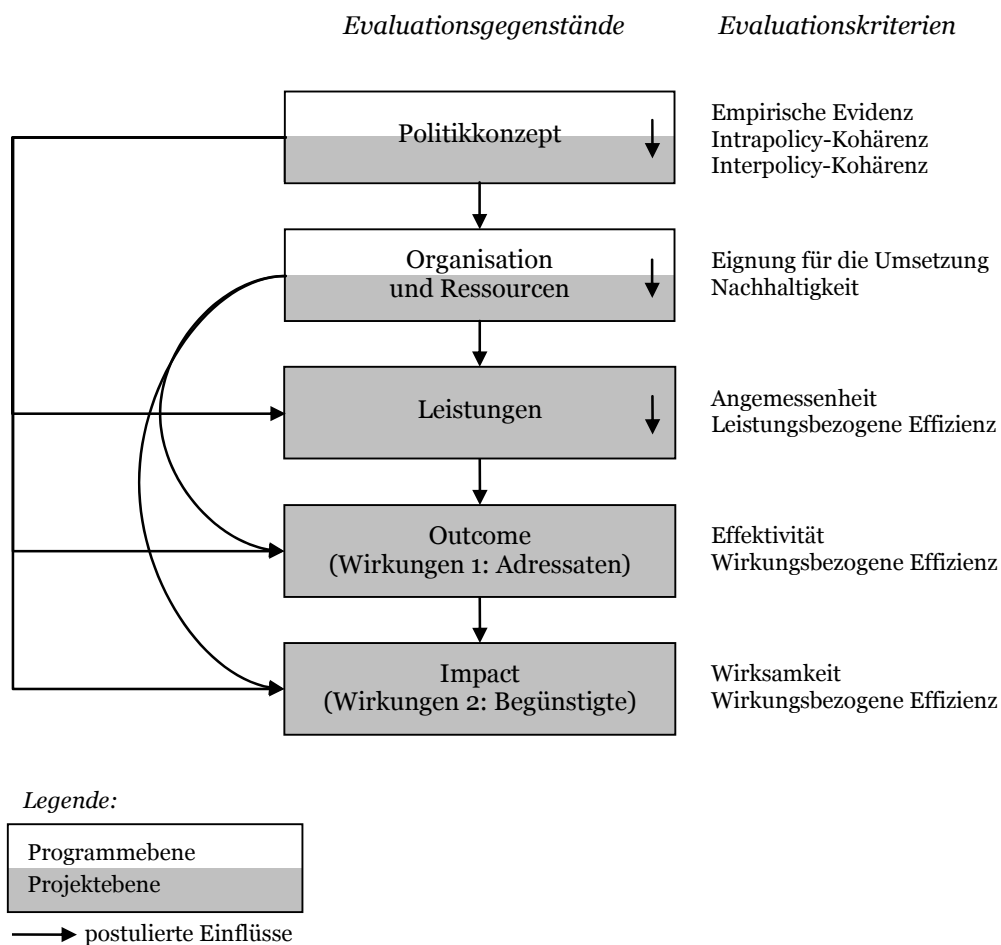 Evaluationsgegenstände
Evaluationskriterien
Politikkonzept
Empirische Evidenz
Intrapolicy-Kohärenz
Interpolicy-Kohärenz
Organisation
und Ressourcen
Eignung für die Umsetzung
Nachhaltigkeit
Leistungen
Angemessenheit
Leistungsbezogene Effizienz
Outcome
(Wirkungen 1: Adressaten)
Effektivität
Wirkungsbezogene Effizienz
Impact
(Wirkungen 2: Begünstigte)
Wirksamkeit
Wirkungsbezogene Effizienz
Legende:
Programmebene
Projektebene
postulierte Einflüsse